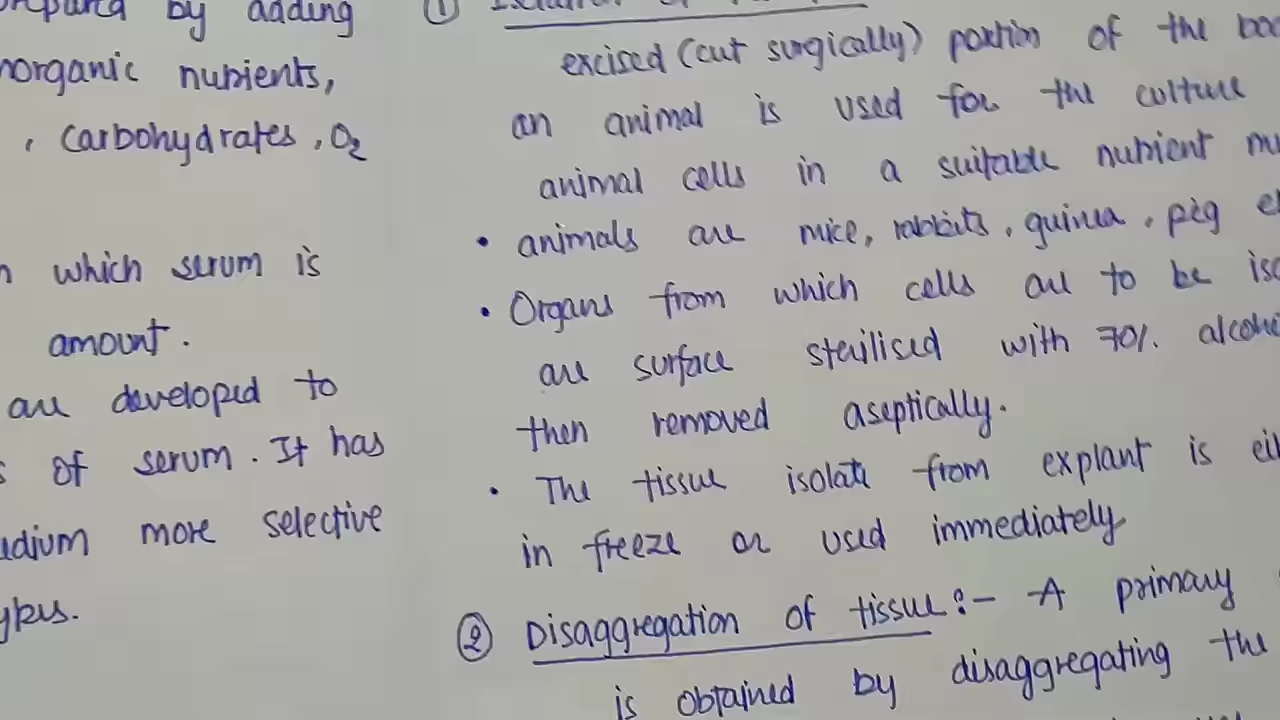 by adding
norganic nutrients,
, carbohydrates, O2
which serum is
amount.
are developed to
of serum. It has
more selective
①
excised (cut surgically) portion of the
an animal is used for the culture
animal cells in a suitable nutrient
• animals are mice, rabbits, guinea, pig
• Organs from which cells are to be
are surface sterilised with 70%.
then removed aseptically.
• The tissue isolate from explant is
in freeze or used immediately
② Disaggregation of tissue:- A primary
is obtained by disaggregating the